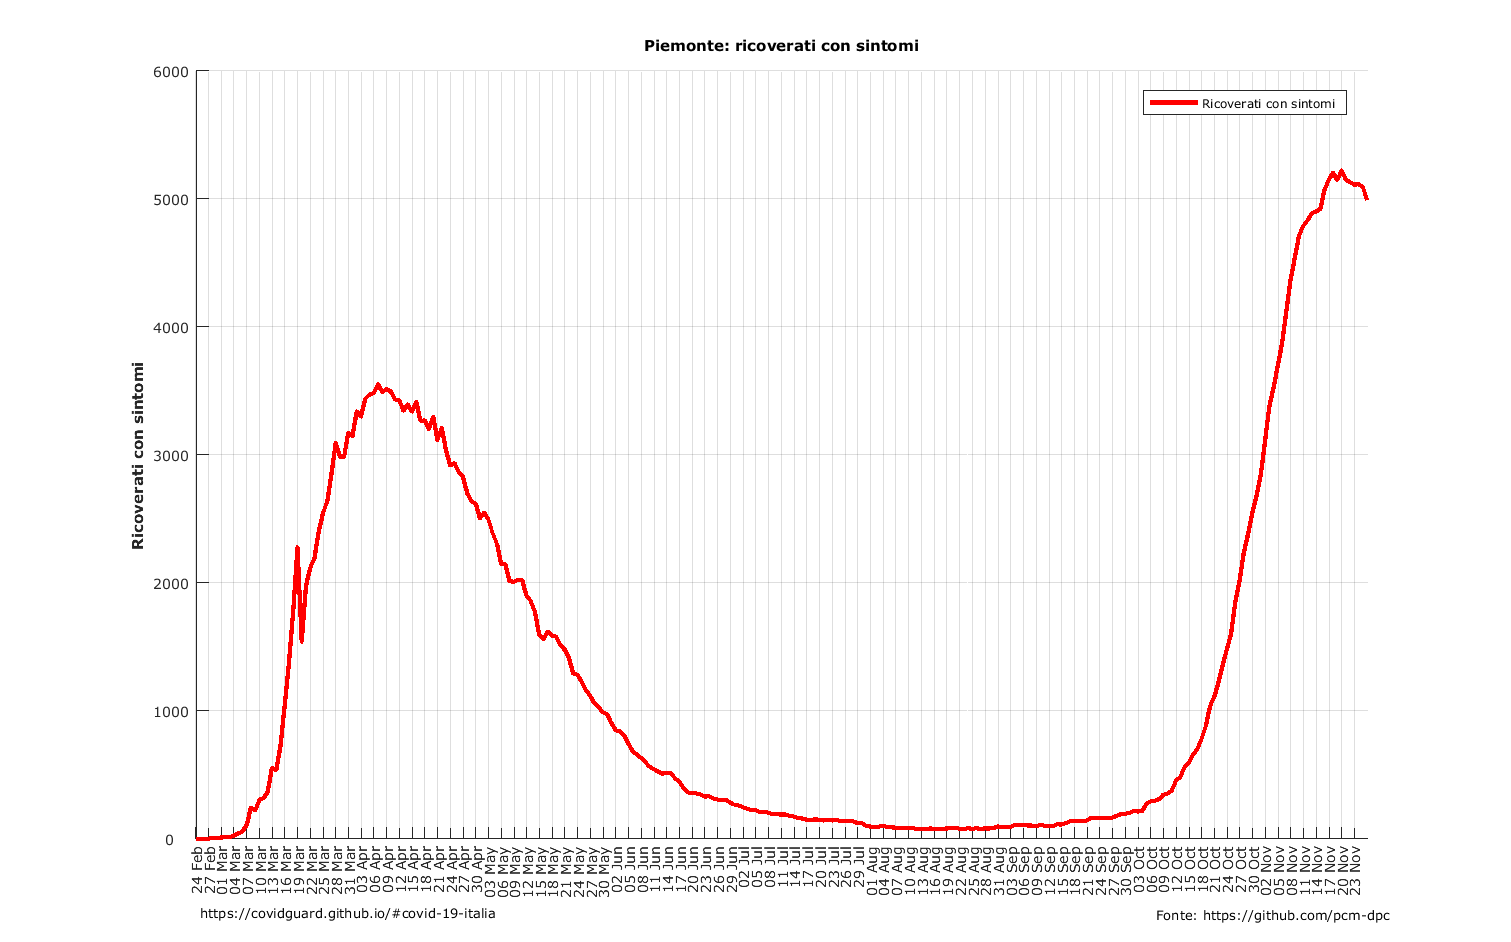 Piemonte: ricoverati con sintomi
Ricoverati con sintomi
6000
5000
4000
3000
2000
1000
0
Ricoverati con sintomi
24 Feb
27 Feb
01 Mar
04 Mar
07 Mar
10 Mar
13 Mar
16 Mar
19 Mar
22 Mar
25 Mar
28 Mar
31 Mar
03 Apr
06 Apr
09 Apr
12 Apr
15 Apr
18 Apr
21 Apr
24 Apr
27 Apr
30 Apr
03 May
06 May
09 May
12 May
15 May
18 May
21 May
24 May
27 May
30 May
02 Jun
05 Jun
08 Jun
11 Jun
14 Jun
17 Jun
20 Jun
23 Jun
26 Jun
29 Jun
02 Jul
05 Jul
08 Jul
11 Jul
14 Jul
17 Jul
20 Jul
23 Jul
26 Jul
29 Jul
01 Aug
04 Aug
07 Aug
10 Aug
13 Aug
16 Aug
19 Aug
22 Aug
25 Aug
28 Aug
31 Aug
03 Sep
06 Sep
09 Sep
12 Sep
15 Sep
18 Sep
21 Sep
24 Sep
27 Sep
30 Sep
03 Oct
06 Oct
09 Oct
12 Oct
15 Oct
18 Oct
21 Oct
24 Oct
27 Oct
30 Oct
02 Nov
05 Nov
08 Nov
11 Nov
14 Nov
17 Nov
20 Nov
23 Nov
https://covidguard.github.io/#covid-19-italia
Fonte: https://github.com/pcm-dpc